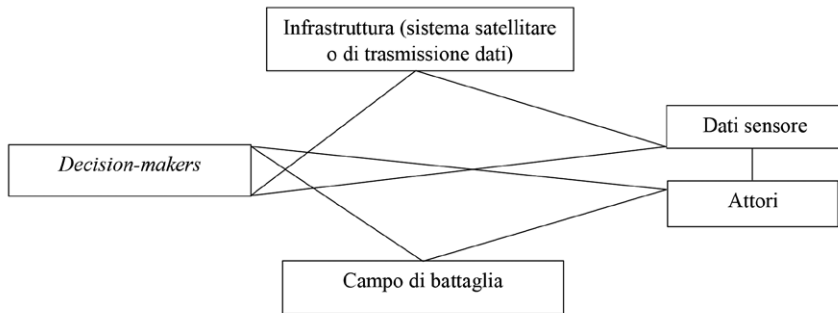 Infrastruttura (sistema satellitare
o di trasmissione dati)
Dati sensore
Decision-makers
Attori
Campo di battaglia